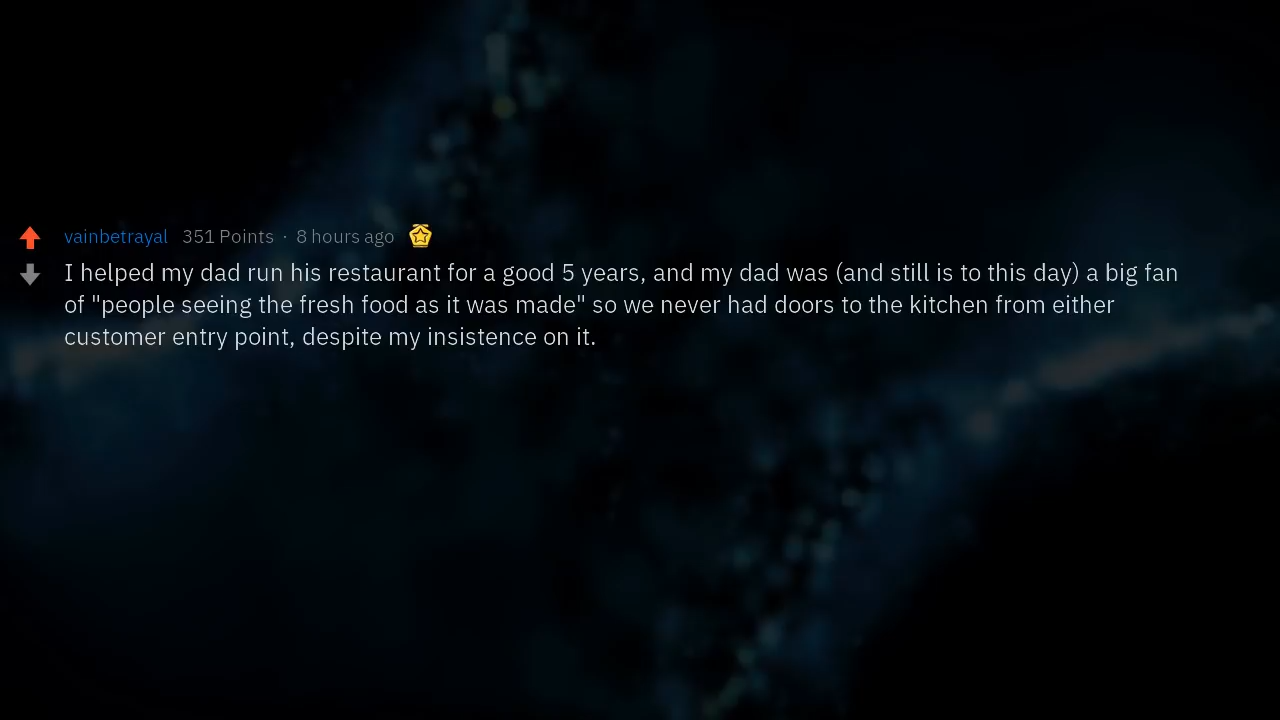 vainbetrayal 351 Points · 8 hours ago
I helped my dad run his restaurant for a good 5 years, and my dad was (and still is to this day) a big fan
of "people seeing the fresh food as it was made" so we never had doors to the kitchen from either
customer entry point, despite my insistence on it.